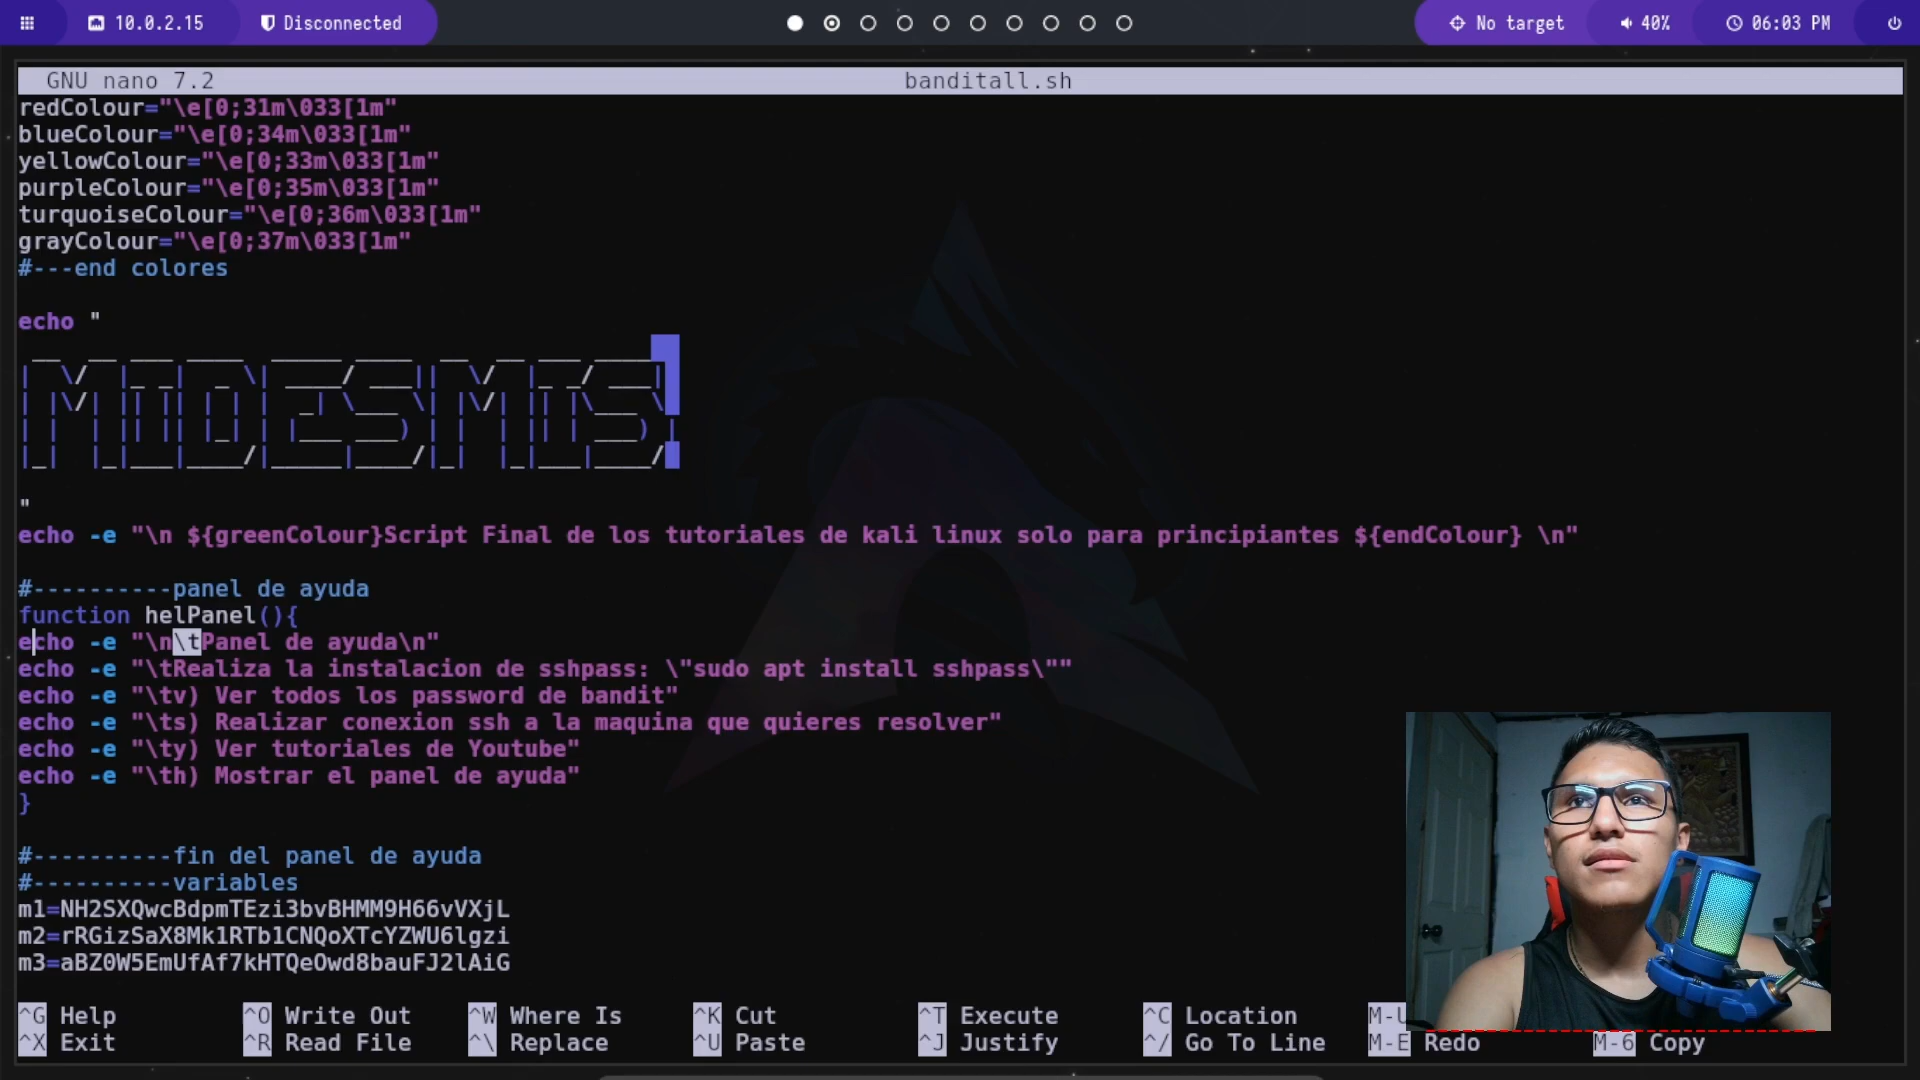 10.0.2.15 Disconnected No target 40% 06:03 PM
GNU nano 7.2 banditall.sh
redColour="\e[0;31m\033[1m"
blueColour="\e[0;34m\033[1m"
yellowColour="\e[0;33m\033[1m"
purpleColour="\e[0;35m\033[1m"
turquoiseColour="\e[0;36m\033[1m"
grayColour="\e[0;37m\033[1m"
#---end colores
echo "
MIDESMIS
"
echo -e "\n ${greenColour}Script Final de los tutoriales de kali linux solo para principiantes ${endColour} \n"
#----------panel de ayuda
function helPanel(){
echo -e "\n\tPanel de ayuda\n"
echo -e "\tRealiza la instalacion de sshpass: \"sudo apt install sshpass\""
echo -e "\tv) Ver todos los password de bandit"
echo -e "\ts) Realizar conexion ssh a la maquina que quieres resolver"
echo -e "\ty) Ver tutoriales de Youtube"
echo -e "\th) Mostrar el panel de ayuda"
}
#----------fin del panel de ayuda
#----------variables
m1=NH2SXQwcBdpmTEzi3bvBHMM9H66vVXjL
m2=rRGizSaX8Mk1RTb1CNQoXTcYZWU6lgzi
m3=aBZ0W5EmUfAf7kHTQeOwd8bauFJ2lAiG
^G Help ^O Write Out ^W Where Is ^K Cut ^T Execute ^C Location M-U
^X Exit ^R Read File ^\ Replace ^U Paste ^J Justify ^/ Go To Line M-E Redo M-6 Copy